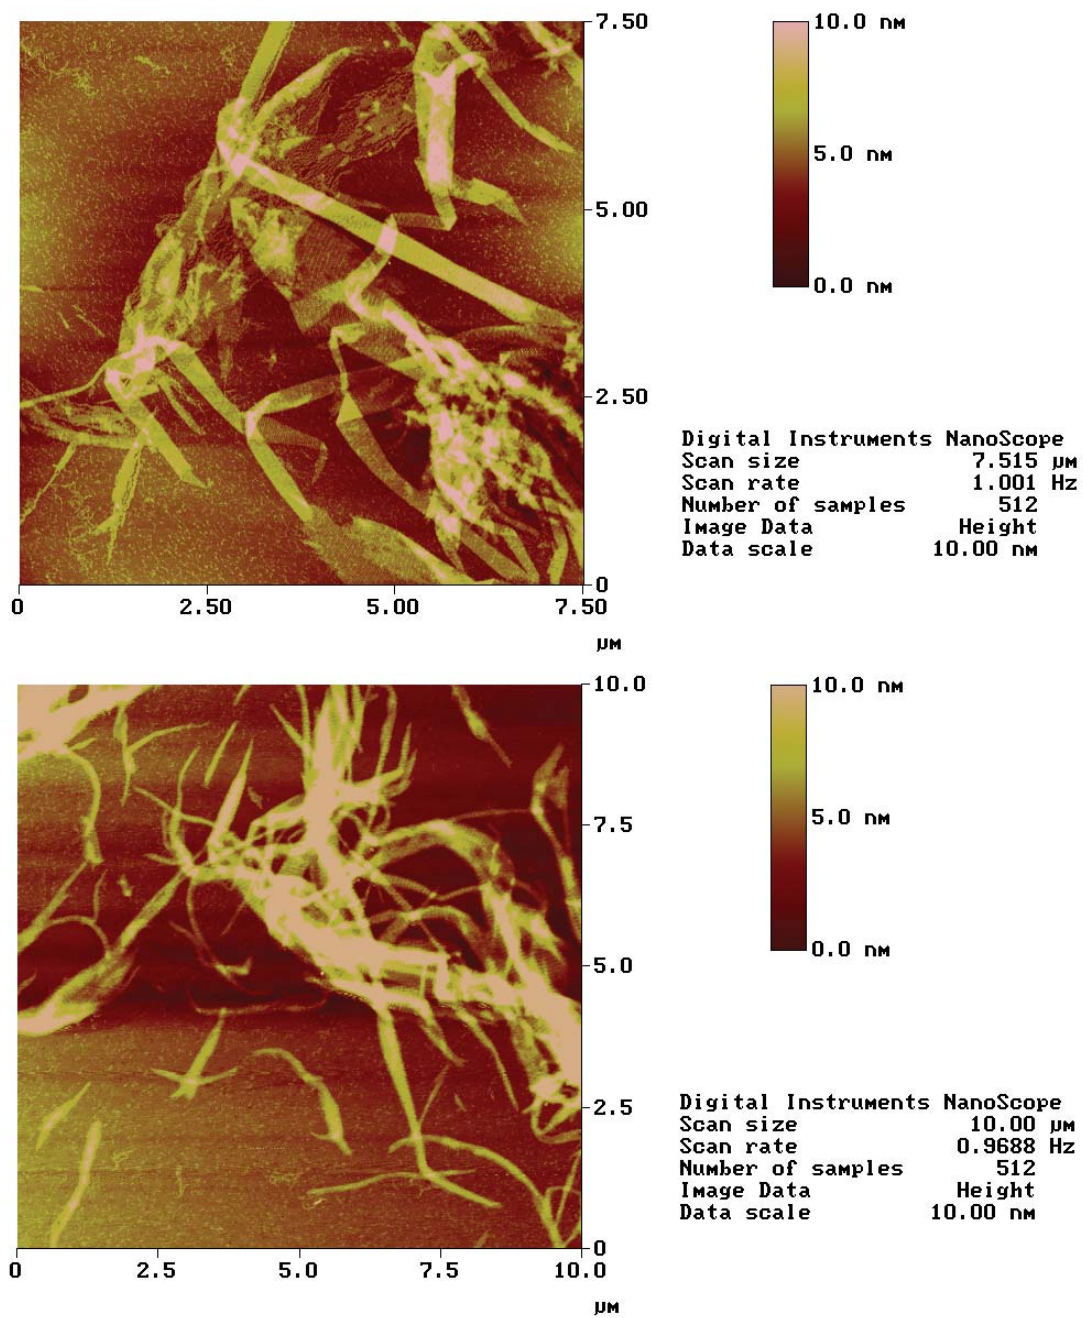 7.50
5.00
2.50
0
0 2.50 5.00 7.50
μM
10.0 nM
5.0 nM
0.0 nM
Digital Instruments NanoScope
Scan size 7.515 μM
Scan rate 1.001 Hz
Number of samples 512
Image Data Height
Data scale 10.00 nM
10.0
7.5
5.0
2.5
0
0 2.5 5.0 7.5 10.0
μM
10.0 nM
5.0 nM
0.0 nM
Digital Instruments NanoScope
Scan size 10.00 μM
Scan rate 0.9688 Hz
Number of samples 512
Image Data Height
Data scale 10.00 nM